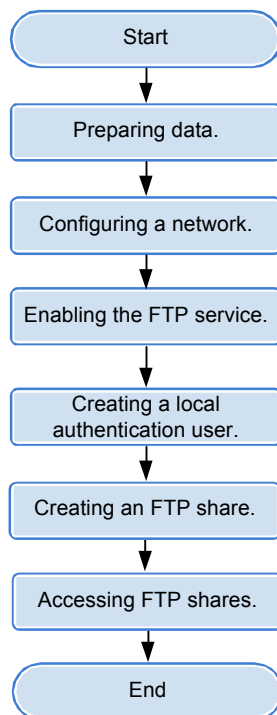 Start
Preparing data.
Configuring a network.
Enabling the FTP service.
Creating a local
authentication user.
Creating an FTP share.
Accessing FTP shares.
End